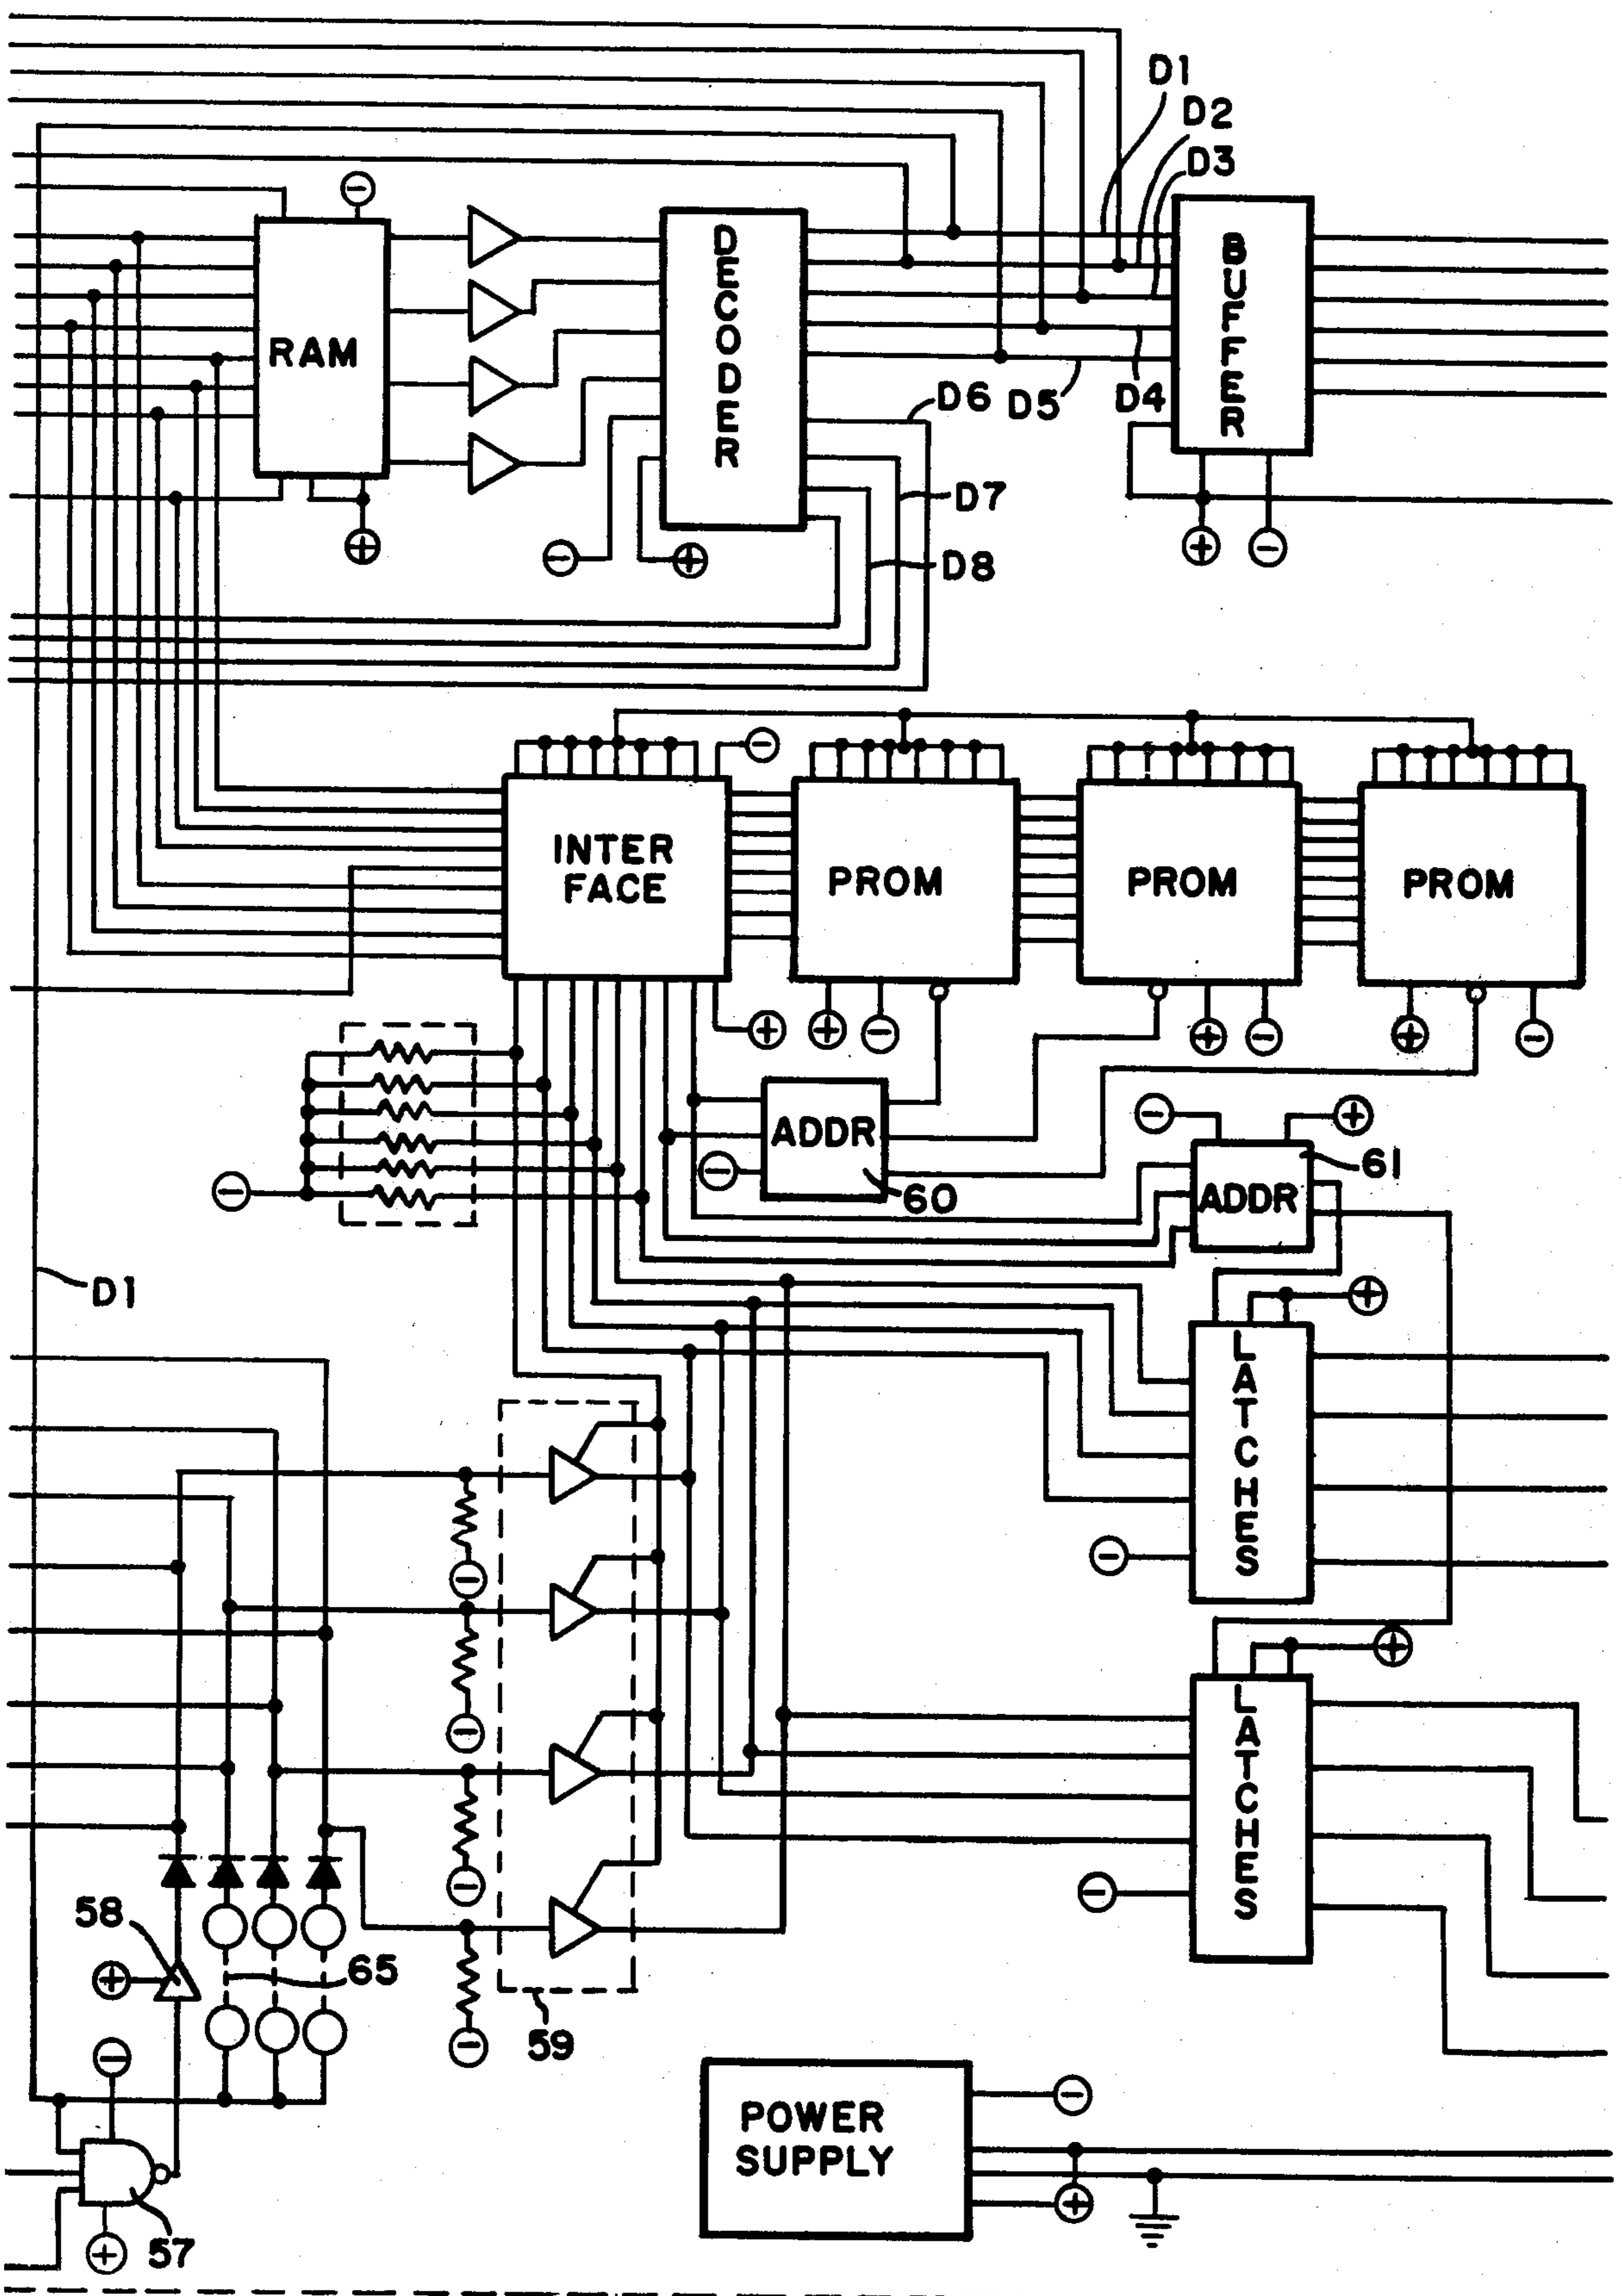 D1
D2
D3
RAM
DECODER
BUFFER
D6
D5
D4
D7
D8
INTER
FACE
PROM
PROM
PROM
ADDR
60
ADDR
61
D1
LATCHES
LATCHES
58
65
59
POWER
SUPPLY
57